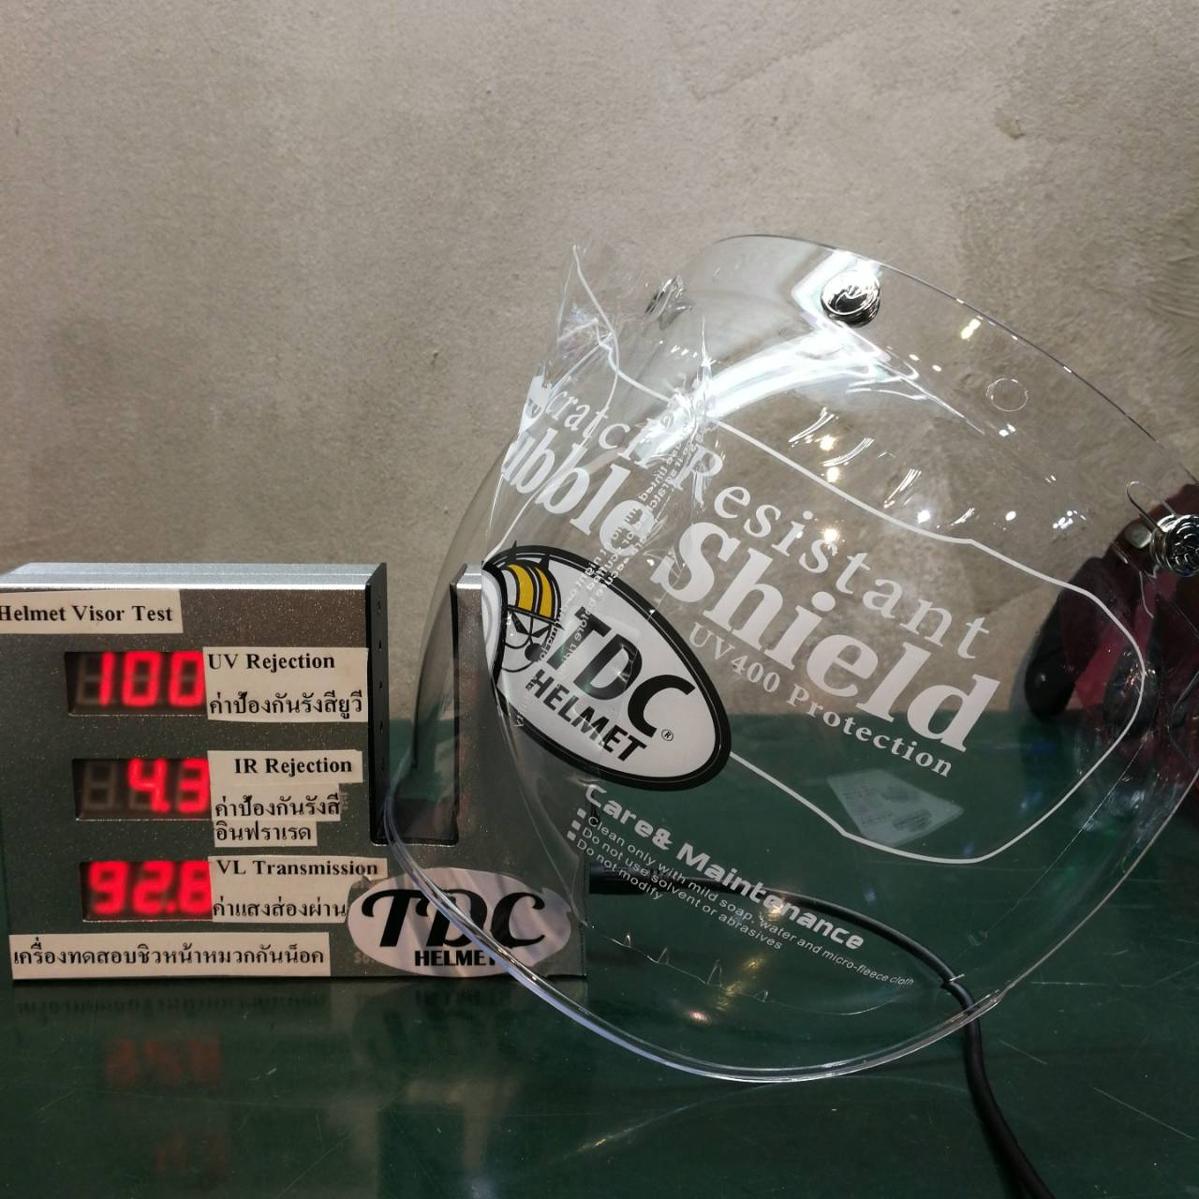 Helmet Visor Test
100
UV Rejection
ค่าป้องกันรังสียูวี
4.3
IR Rejection
ค่าป้องกันรังสี
อินฟราเรด
92.8
VL Transmission
ค่าแสงส่องผ่าน
เครื่องทดสอบชิวหน้าหมวกกันน็อค
TDC
HELMET
Scratch Resistant
Bubble Shield
UV400 Protection
TDC
HELMET®
Care& Maintenance
Clean only with mild soap, water and micro-fleece cloth
Do not use solvent or abrasives
Do not modify